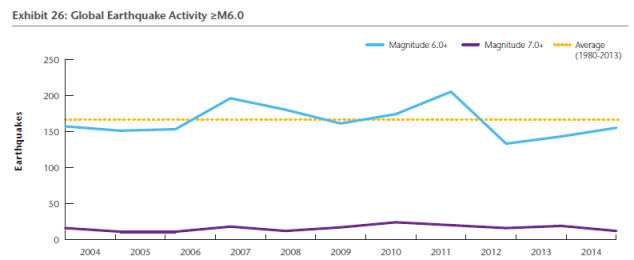 Exhibit 26: Global Earthquake Activity ≥M6.0
Magnitude 6.0+ Magnitude 7.0+ Average
(1980-2013)
250
200
150
100
50
0
Earthquakes
2004 2005 2006 2007 2008 2009 2010 2011 2012 2013 2014